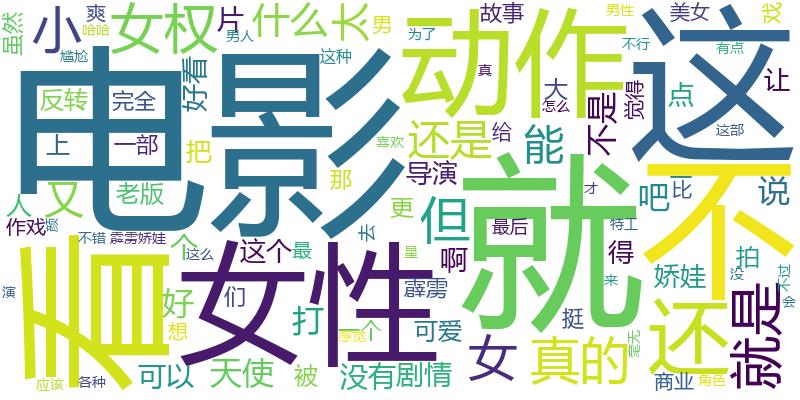 虽然
小
爽
哈哈
女权
片
什么
太
男
故事
为了
男性
美女
戏
尴尬
男人
这种
不行
有点
电影
动作
这
反转
完全
好看
真
大
怎么
不是
觉得
点
让
上
一部
把
还是
给
能
喜欢
这部
那
导演
就
不
才
人
又
老版
更
但
吧
一
比
说
作戏
不错
霹雳娇娃
个
这个
最
去
啊
最后
特工
得
拍
没
不过
看
女性
这么
星
来
娇娃
会
演
好
们
霹雳
想
打
一个
感觉
可爱
挺
女
还
就是
毫无
真的
应该
各种
可以
天使
被
没有
剧情
商业
角色